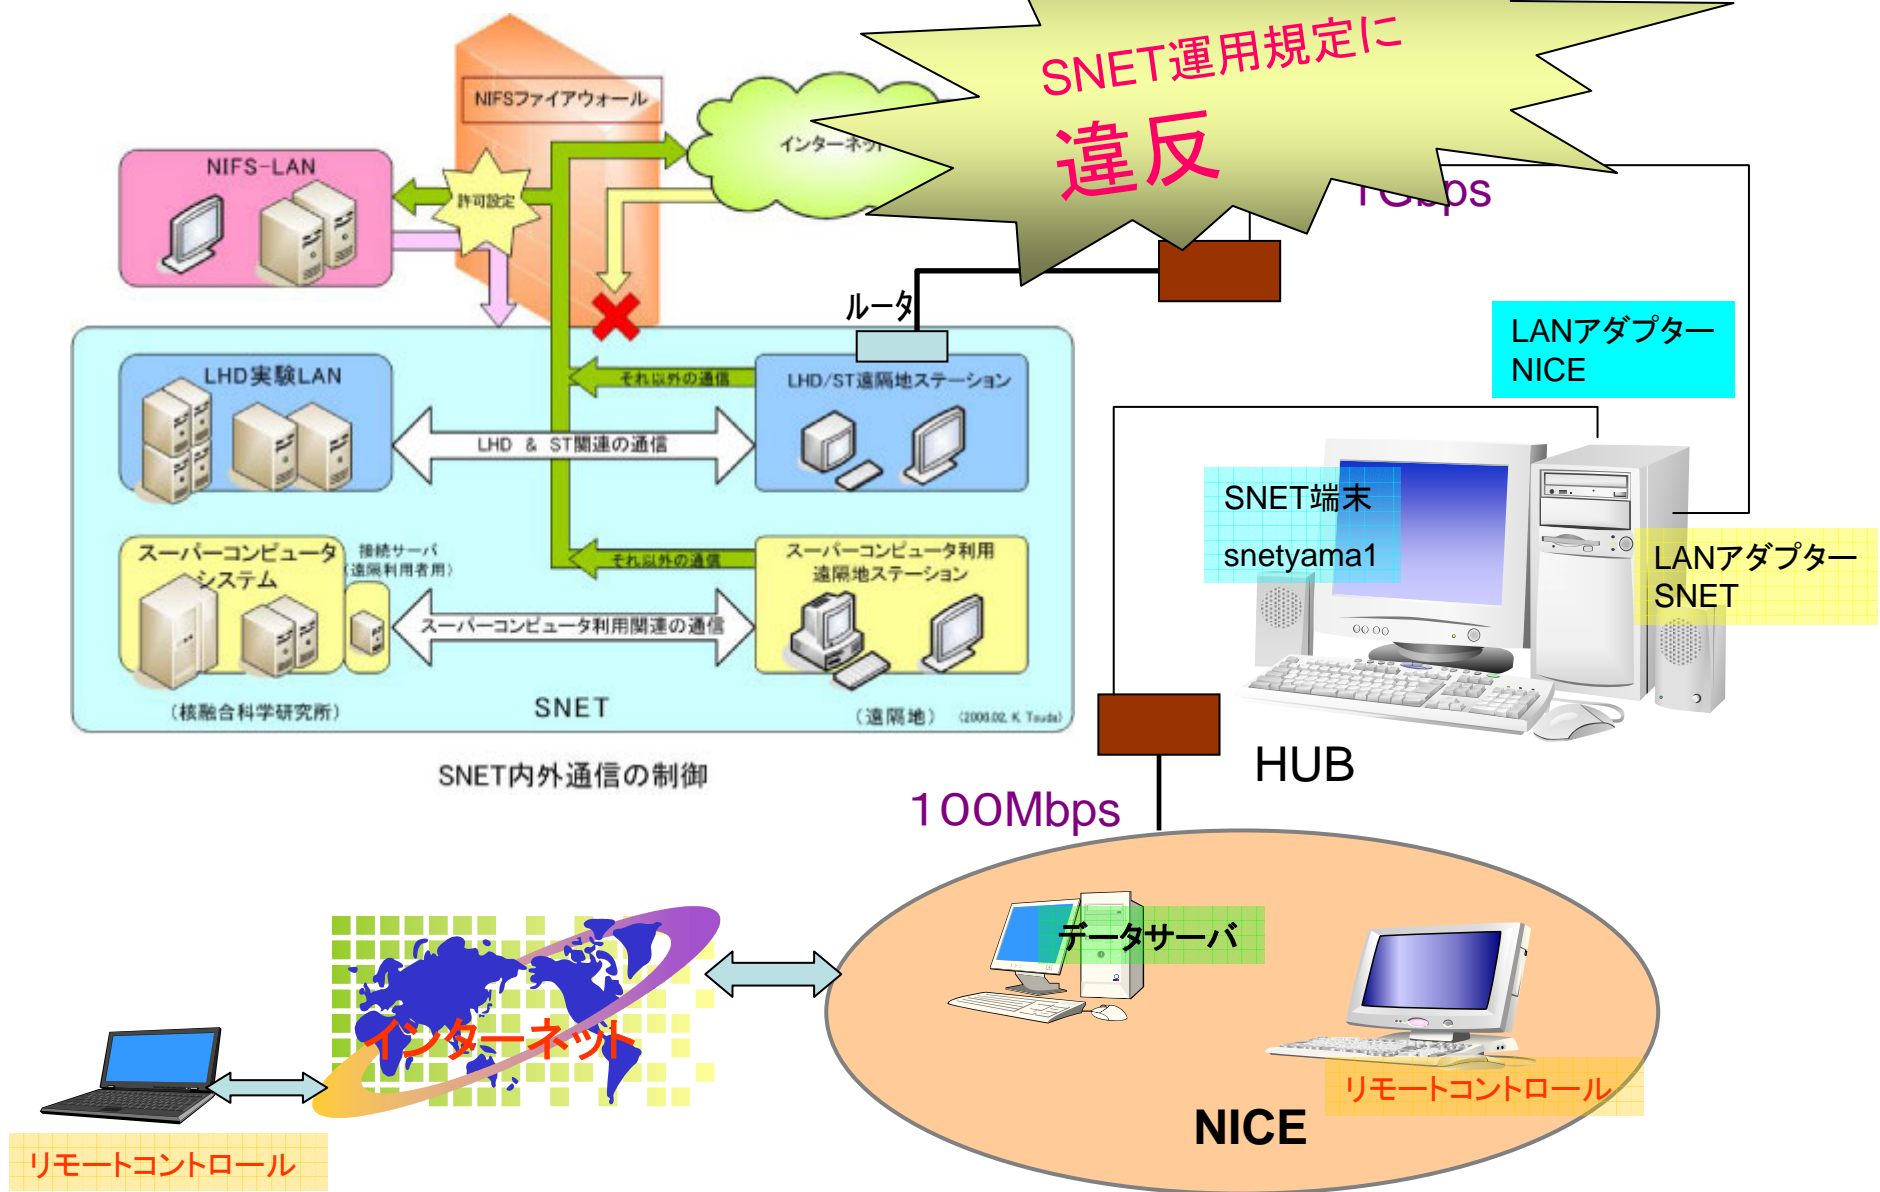 SNET運用規定に
違反
NIFSファイアウォール
インターネット
NIFS-LAN
許可設定
1Gbps
ルータ
LANアダプター
NICE
LHD実験LAN
それ以外の通信
LHD/ST遠隔地ステーション
LHD & ST関連の通信
SNET端末
snetyama1
LANアダプター
SNET
スーパーコンピュータ
システム
接続サーバ
(遠隔利用者用)
それ以外の通信
スーパーコンピュータ利用
遠隔地ステーション
スーパーコンピュータ利用関連の通信
(核融合科学研究所)
SNET
(遠隔地)
(2006.02, K. Tsuda)
SNET内外通信の制御
HUB
100Mbps
データサーバ
インターネット
リモートコントロール
NICE
リモートコントロール